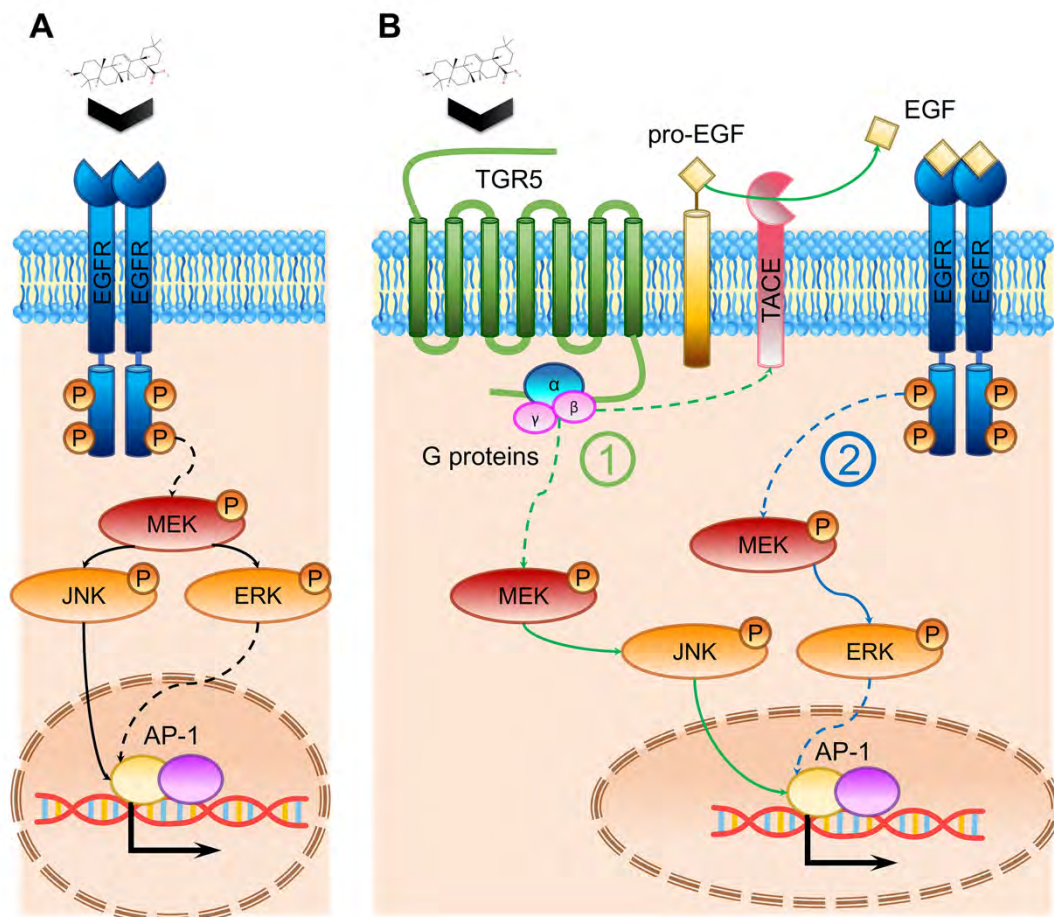 A
EGFR
EGFR
P
P
P
P
MEK
P
JNK
P
ERK
P
AP-1
B
TGR5
pro-EGF
EGF
TACE
EGFR
EGFR
α
β
γ
G proteins
1
2
P
P
P
P
MEK
P
MEK
P
JNK
P
ERK
P
AP-1